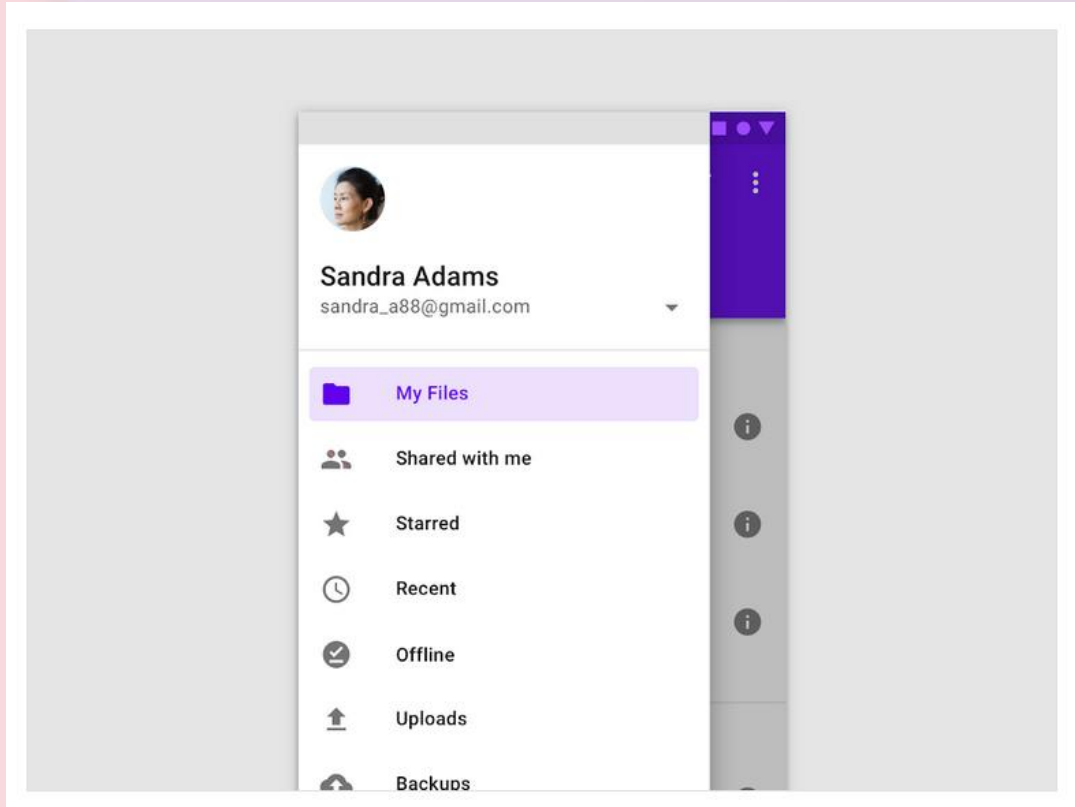 Sandra Adams
sandra_a88@gmail.com
My Files
Shared with me
Starred
Recent
Offline
Uploads
Backups